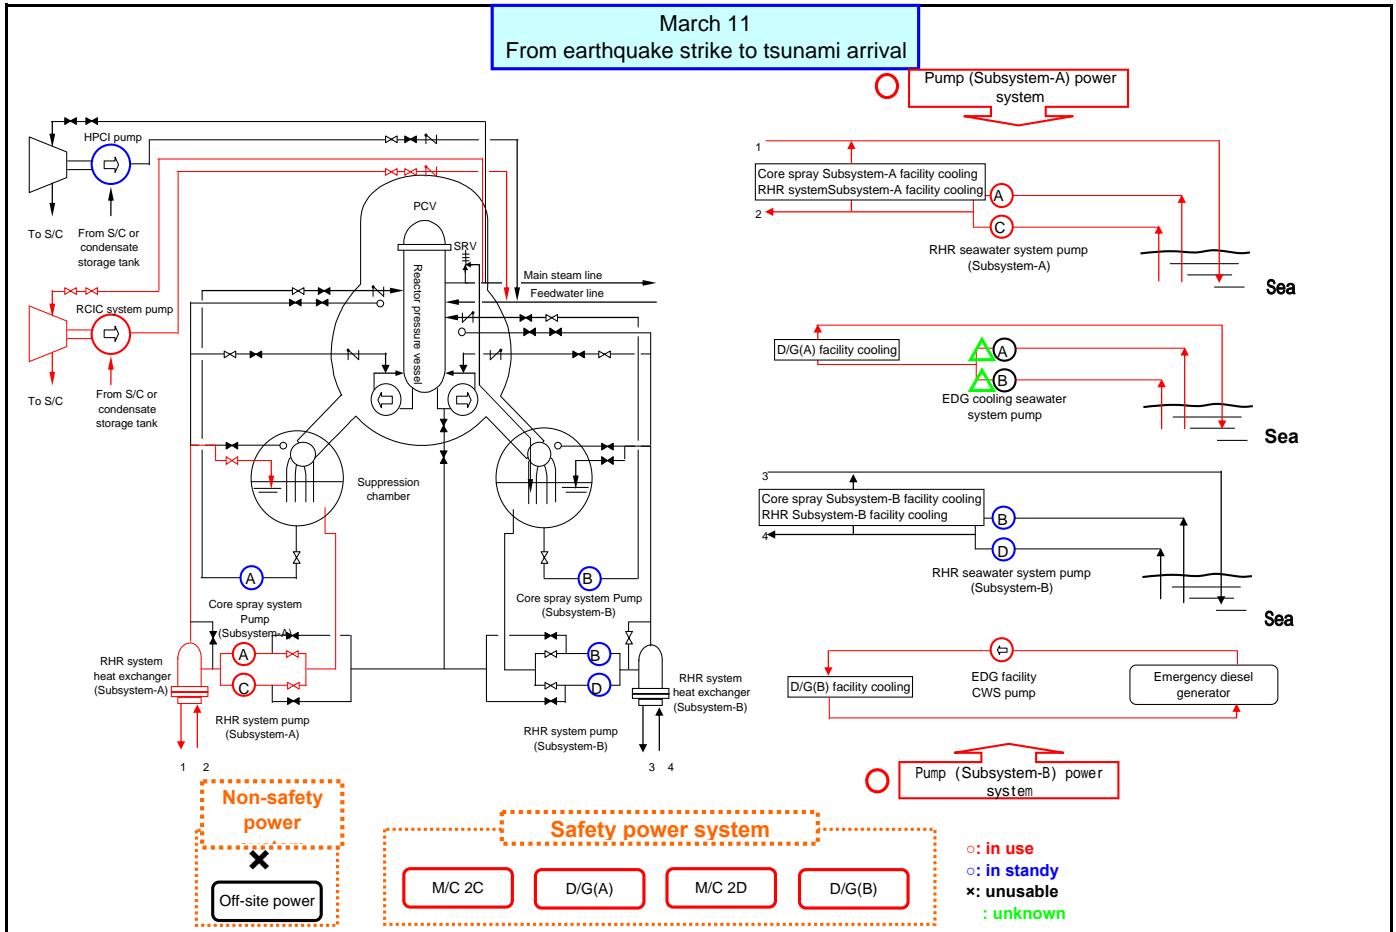 March 11
From earthquake strike to tsunami arrival
Pump (Subsystem-A) power
system
HPCI pump
To S/C
From S/C or
condensate
storage tank
RCIC system pump
To S/C
From S/C or
condensate
storage tank
PCV
SRV
Reactor pressure vessel
Main steam line
Feedwater line
Suppression
chamber
A
Core spray system
Pump
(Subsystem-A)
B
Core spray system Pump
(Subsystem-B)
RHR system
heat exchanger
(Subsystem-A)
A
C
RHR system pump
(Subsystem-A)
B
D
RHR system pump
(Subsystem-B)
RHR system
heat exchanger
(Subsystem-B)
1 2
3 4
1
Core spray Subsystem-A facility cooling
RHR systemSubsystem-A facility cooling
2
A
C
RHR seawater system pump
(Subsystem-A)
Sea
D/G(A) facility cooling
A
B
EDG cooling seawater
system pump
Sea
3
Core spray Subsystem-B facility cooling
RHR Subsystem-B facility cooling
4
B
D
RHR seawater system pump
(Subsystem-B)
Sea
D/G(B) facility cooling
EDG facility
CWS pump
Emergency diesel
generator
Pump (Subsystem-B) power
system
Non-safety
power
Off-site power
Safety power system
M/C 2C
D/G(A)
M/C 2D
D/G(B)
○: in use
○: in standy
×: unusable
: unknown